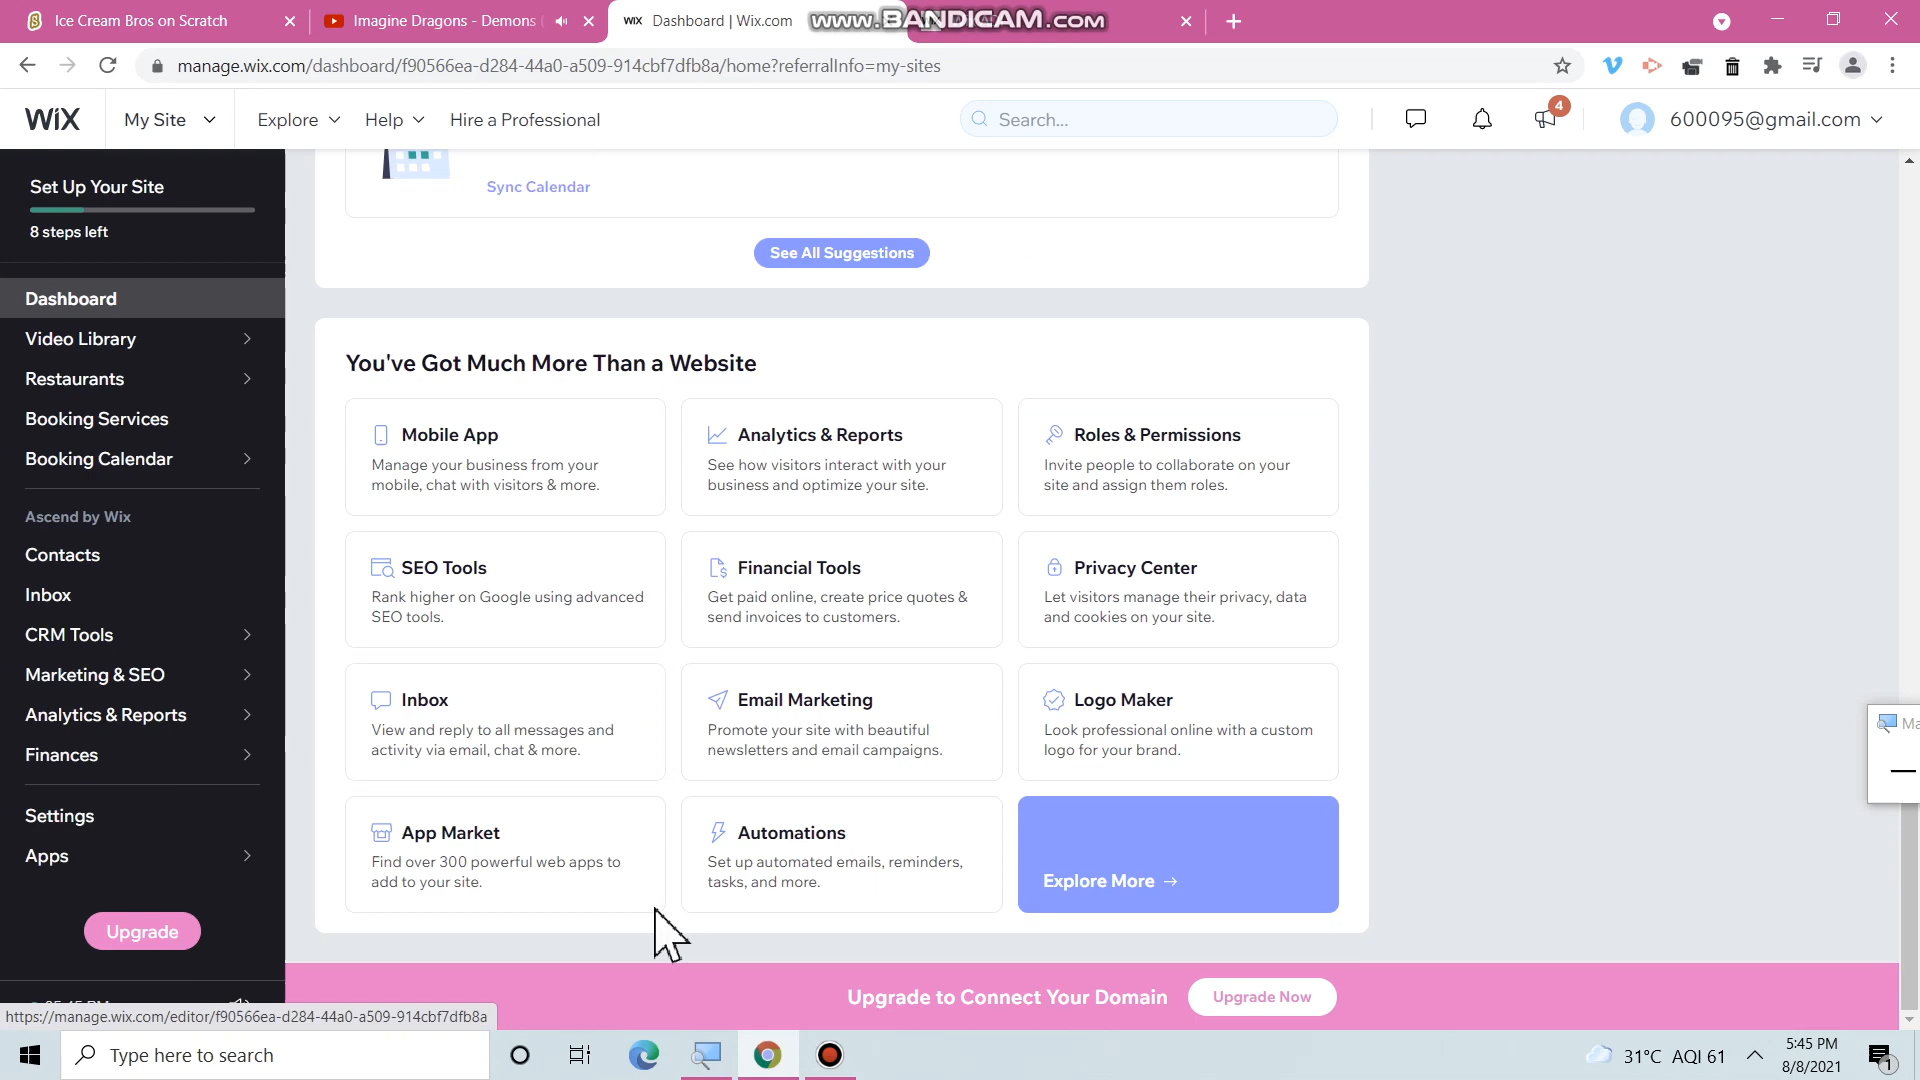 Ice Cream Bros on Scratch
Imagine Dragons - Demons
WIX Dashboard | Wix.com
www.BANDICAM.com
manage.wix.com/dashboard/f90566ea-d284-44a0-a509-914cbf7dfb8a/home?referralInfo=my-sites
WIX
My Site
Explore
Help
Hire a Professional
Search...
4
600095@gmail.com
Set Up Your Site
8 steps left
Dashboard
Video Library
Restaurants
Booking Services
Booking Calendar
Ascend by Wix
Contacts
Inbox
CRM Tools
Marketing & SEO
Analytics & Reports
Finances
Settings
Apps
Upgrade
Sync Calendar
See All Suggestions
You've Got Much More Than a Website
Mobile App
Manage your business from your
mobile, chat with visitors & more.
Analytics & Reports
See how visitors interact with your
business and optimize your site.
Roles & Permissions
Invite people to collaborate on your
site and assign them roles.
SEO Tools
Rank higher on Google using advanced
SEO tools.
Financial Tools
Get paid online, create price quotes &
send invoices to customers.
Privacy Center
Let visitors manage their privacy, data
and cookies on your site.
Inbox
View and reply to all messages and
activity via email, chat & more.
Email Marketing
Promote your site with beautiful
newsletters and email campaigns.
Logo Maker
Look professional online with a custom
logo for your brand.
App Market
Find over 300 powerful web apps to
add to your site.
Automations
Set up automated emails, reminders,
tasks, and more.
Explore More →
Upgrade to Connect Your Domain
Upgrade Now
Ma
https://manage.wix.com/editor/f90566ea-d284-44a0-a509-914cbf7dfb8a
Type here to search
31°C AQI 61
5:45 PM
8/8/2021
1